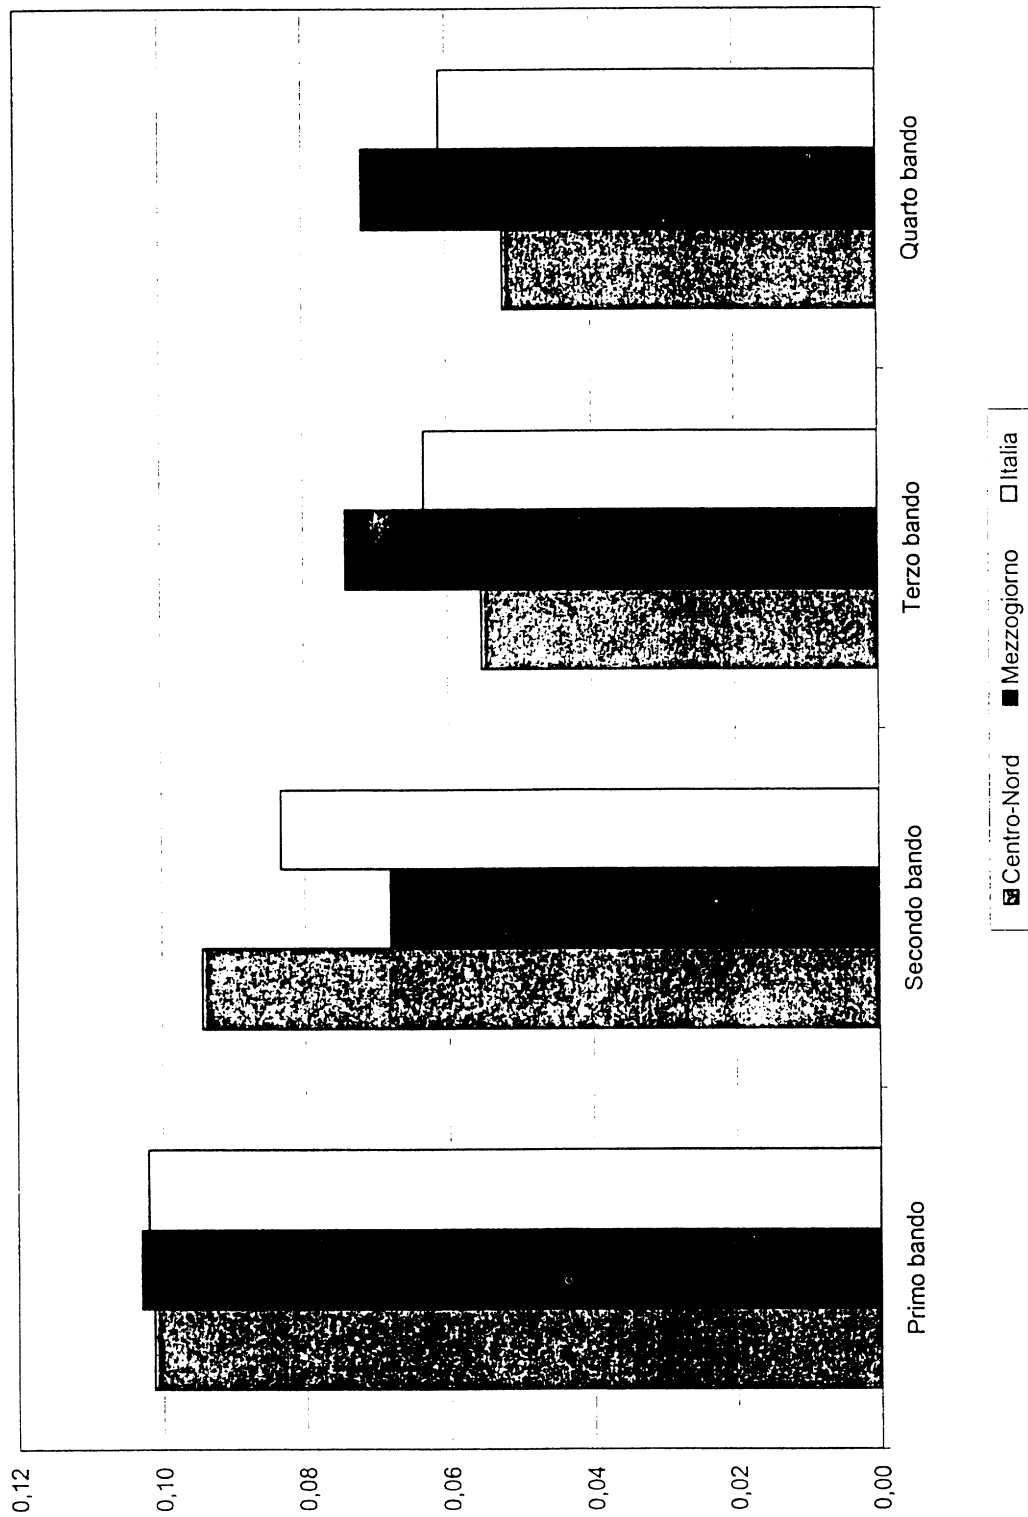 0,12
0,10
0,08
0,06
0,04
0,02
0,00
Primo bando
Secondo bando
Terzo bando
Quarto bando
Centro-Nord
Mezzogiorno
Italia